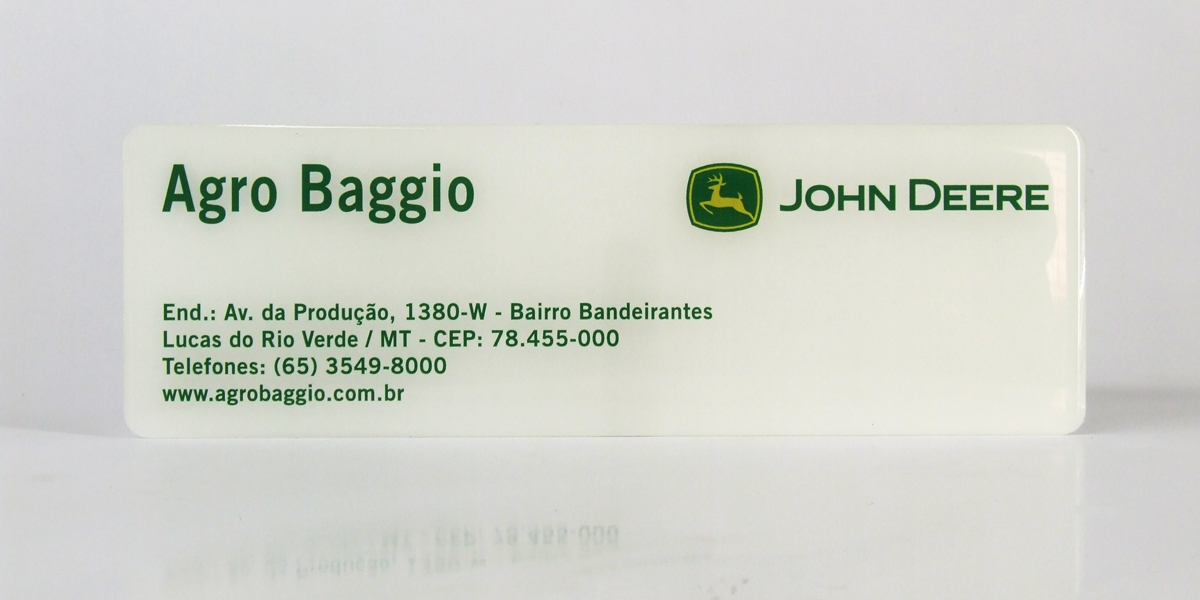 Agro Baggio
JOHN DEERE
End.: Av. da Produção, 1380-W - Bairro Bandeirantes
Lucas do Rio Verde / MT - CEP: 78.455-000
Telefones: (65) 3549-8000
www.agrobaggio.com.br